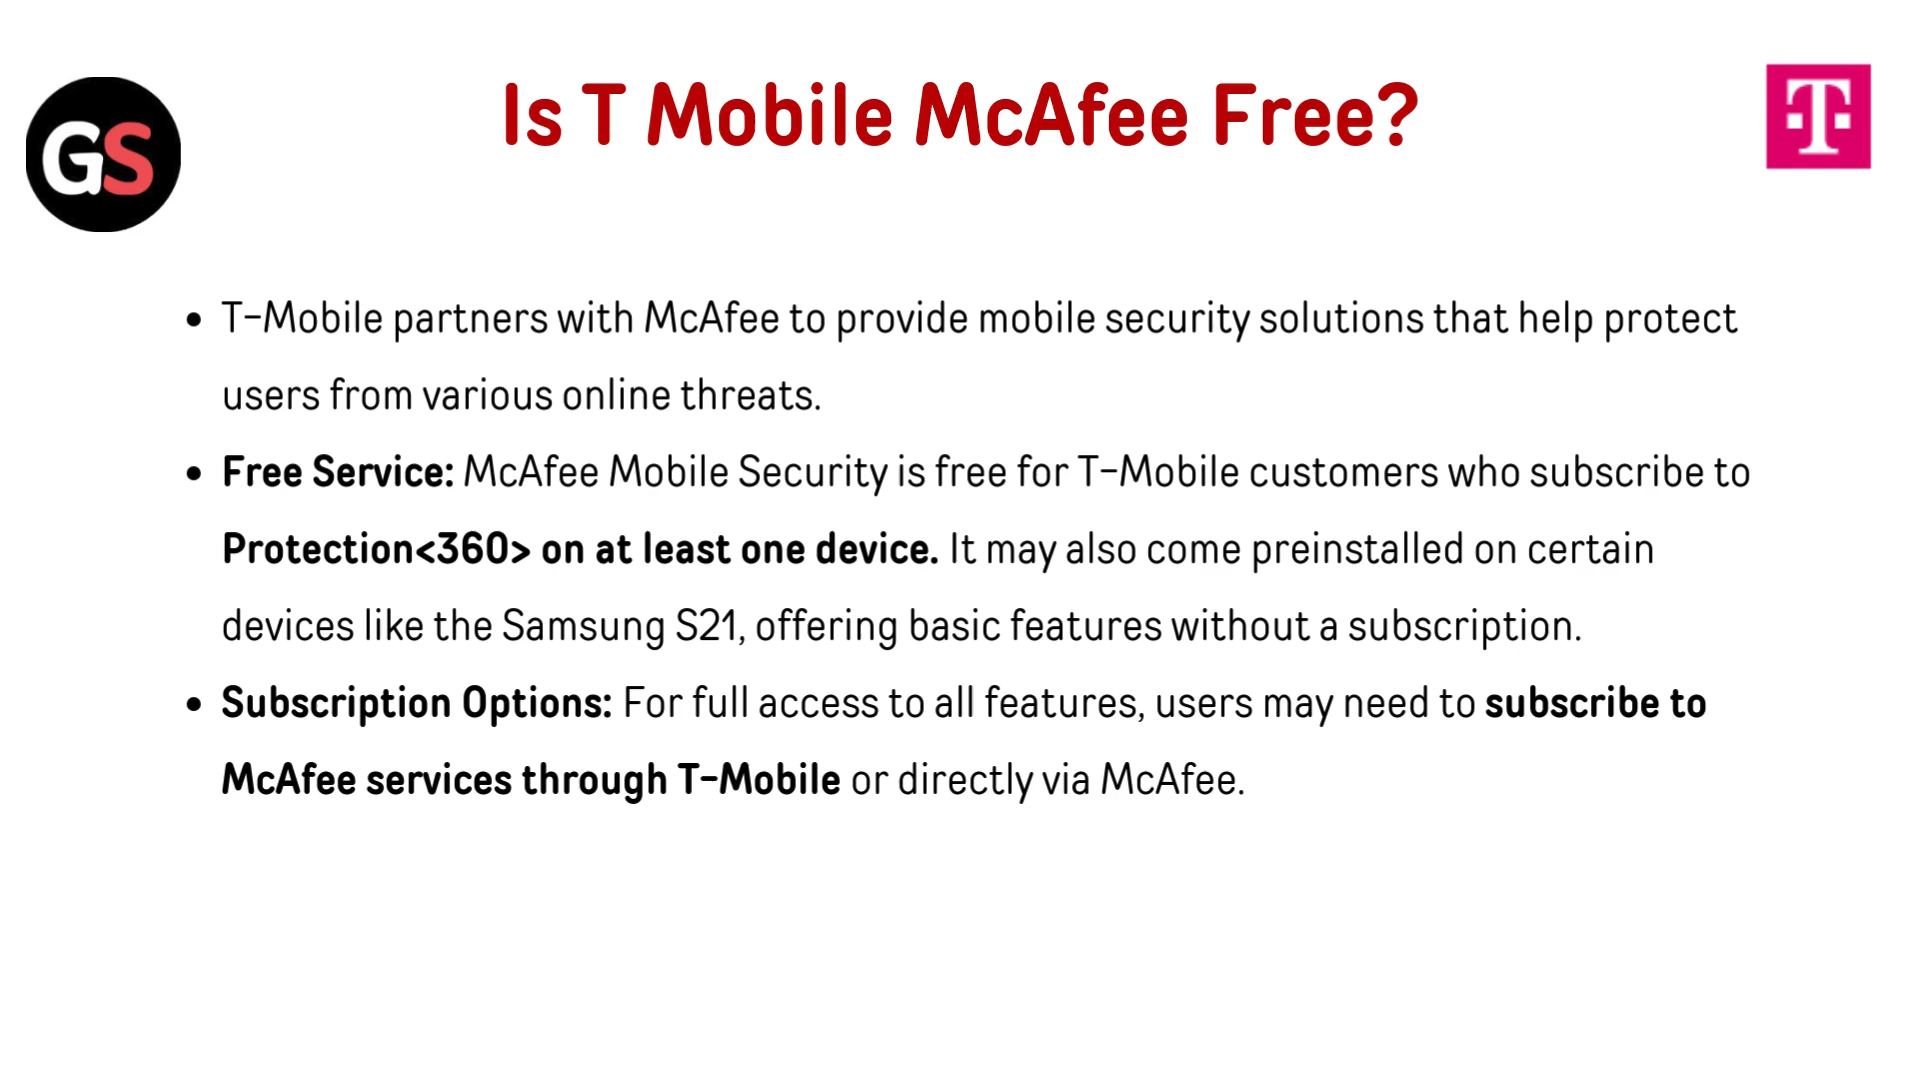 GS
Is T Mobile McAfee Free?
T
• T-Mobile partners with McAfee to provide mobile security solutions that help protect
users from various online threats.
• Free Service: McAfee Mobile Security is free for T-Mobile customers who subscribe to
Protection<360> on at least one device. It may also come preinstalled on certain
devices like the Samsung S21, offering basic features without a subscription.
• Subscription Options: For full access to all features, users may need to subscribe to
McAfee services through T-Mobile or directly via McAfee.